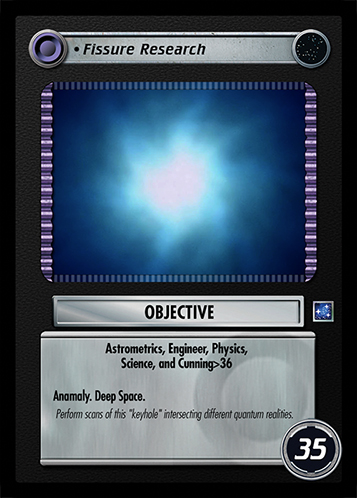 • Fissure Research
OBJECTIVE
Astrometrics, Engineer, Physics,
Science, and Cunning>36
Anamaly. Deep Space.
Perform scans of this "keyhole" intersecting different quantum realities.
35